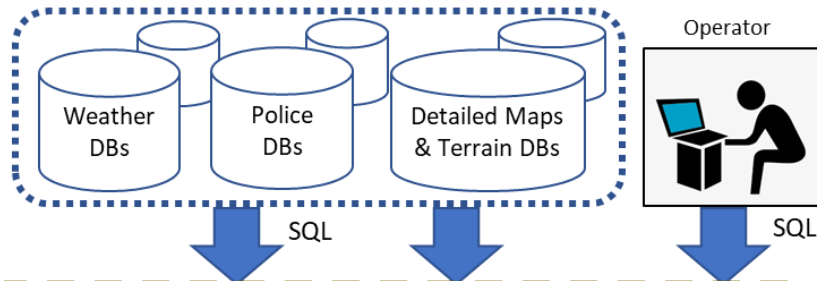 Operator
Weather
DBs
Police
DBs
Detailed Maps
& Terrain DBs
SQL
SQL